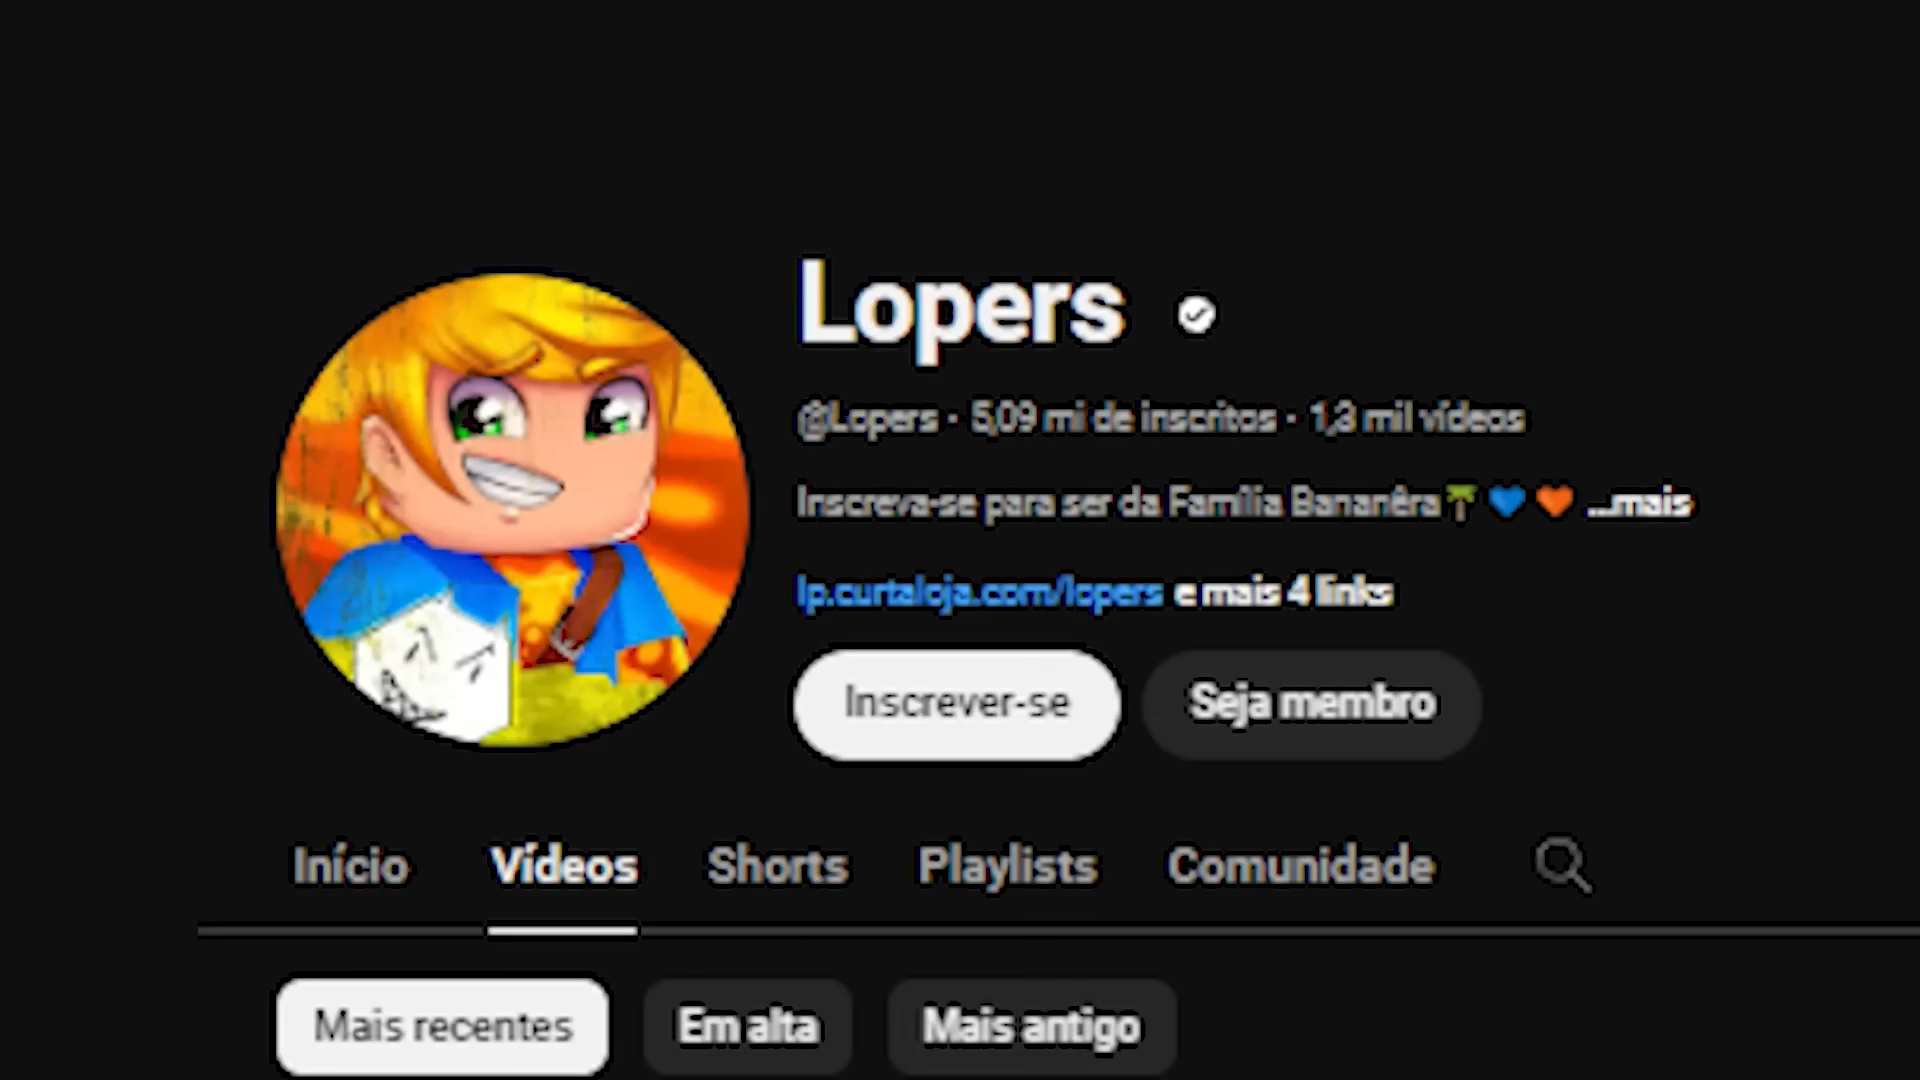 Lopers
@Lopers · 5,09 mi de inscritos · 1,3 mil vídeos
Inscreva-se para ser da Família Bananêra🌴💙🧡 ...mais
lp.curtaloja.com/lopers e mais 4 links
Inscrever-se Seja membro
Início Vídeos Shorts Playlists Comunidade
Mais recentes Em alta Mais antigo